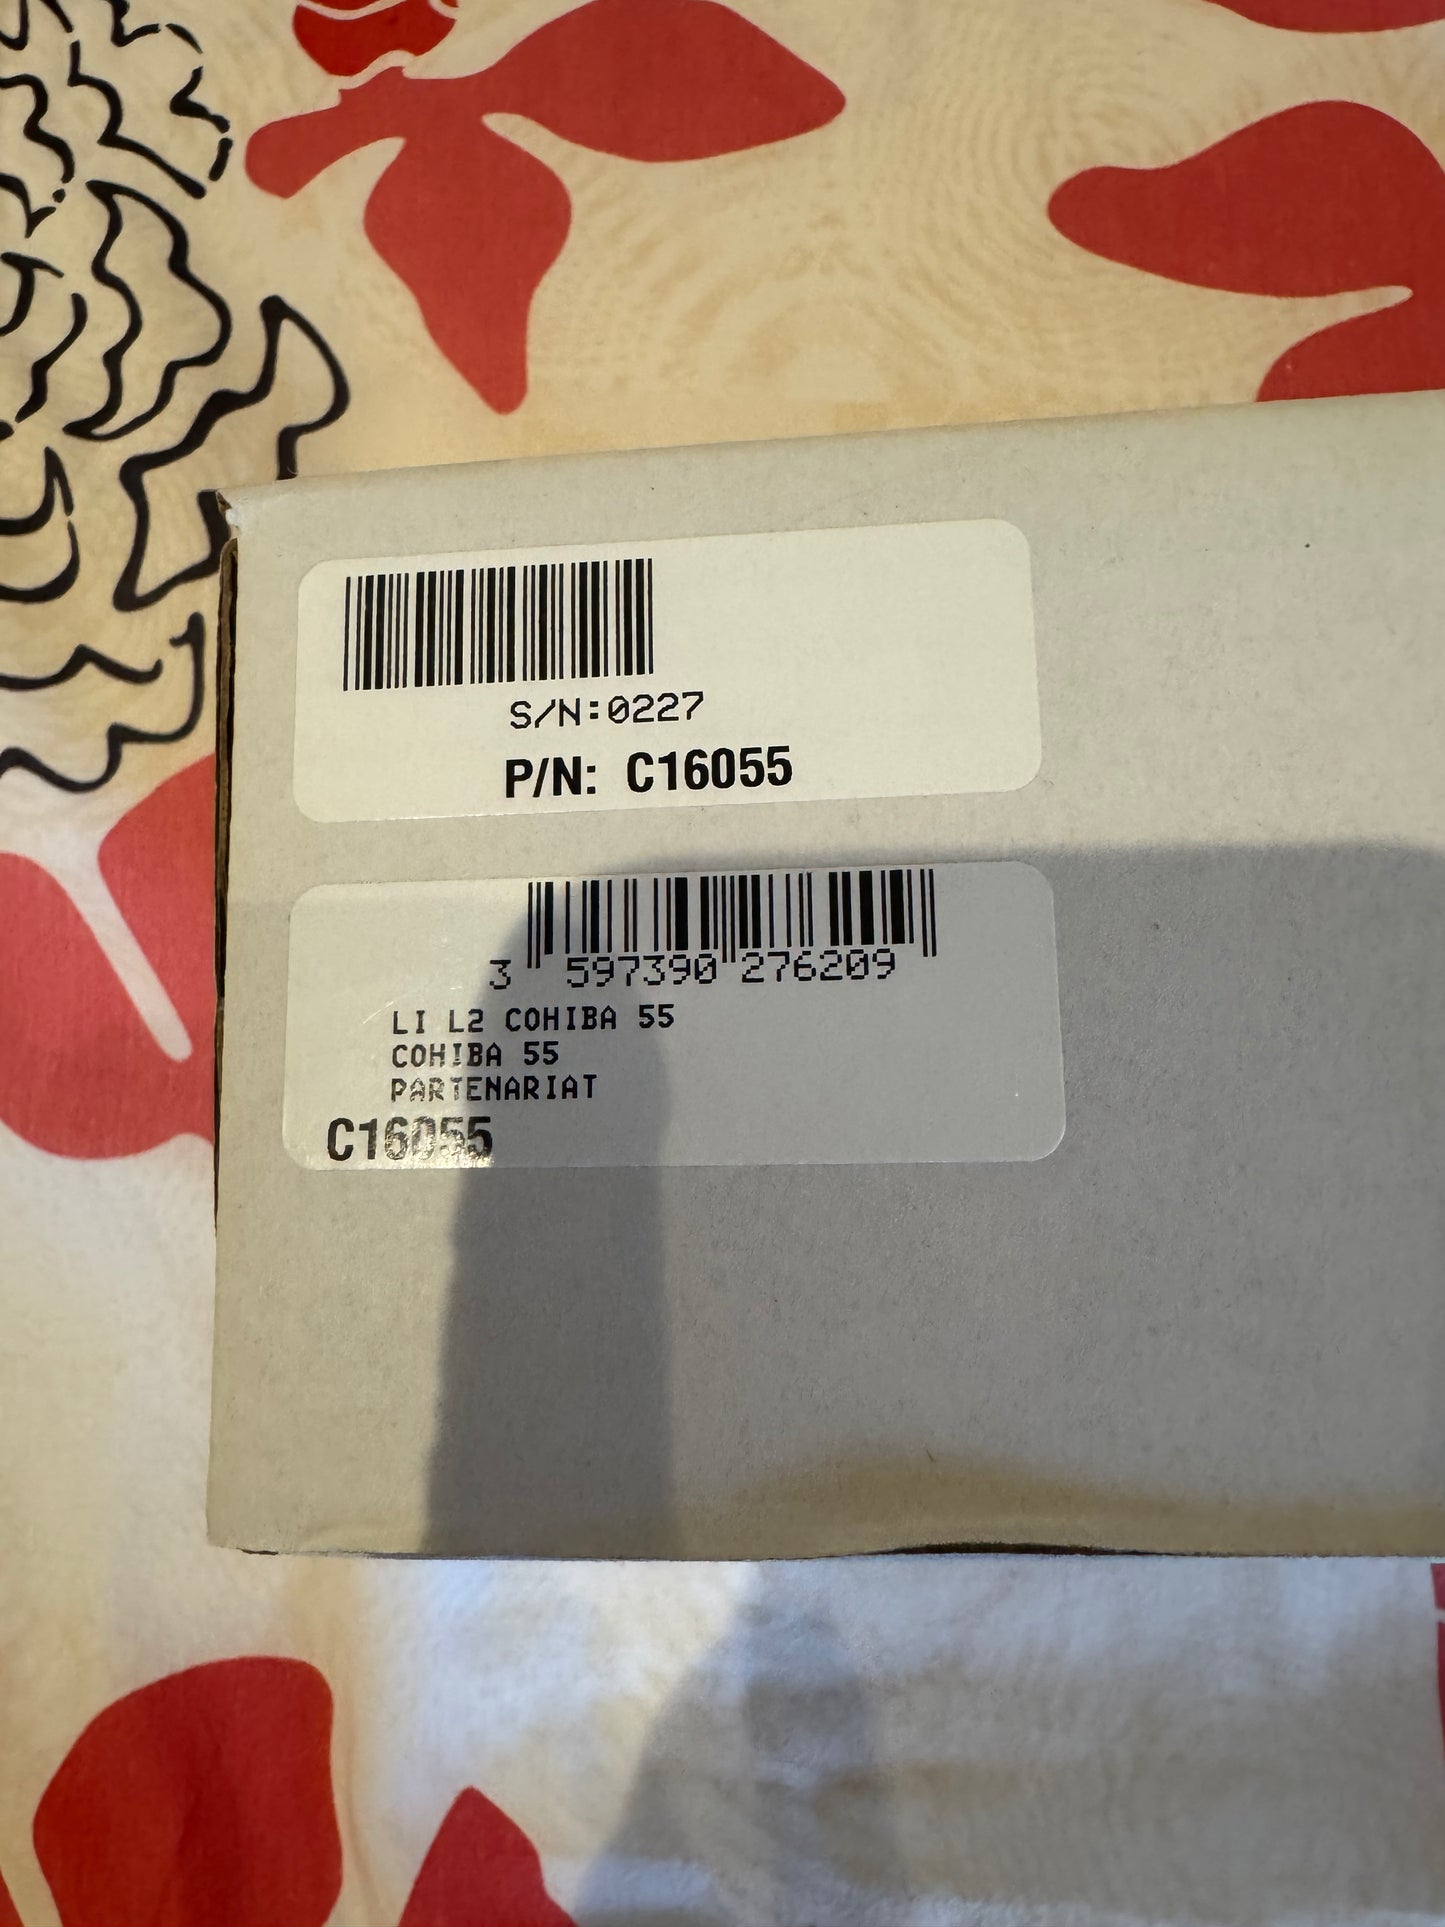 S/N:0227
P/N: C16055
3 597390 276209
LI L2 COHIBA 55
COHIBA 55
PARTENARIAT
C16055